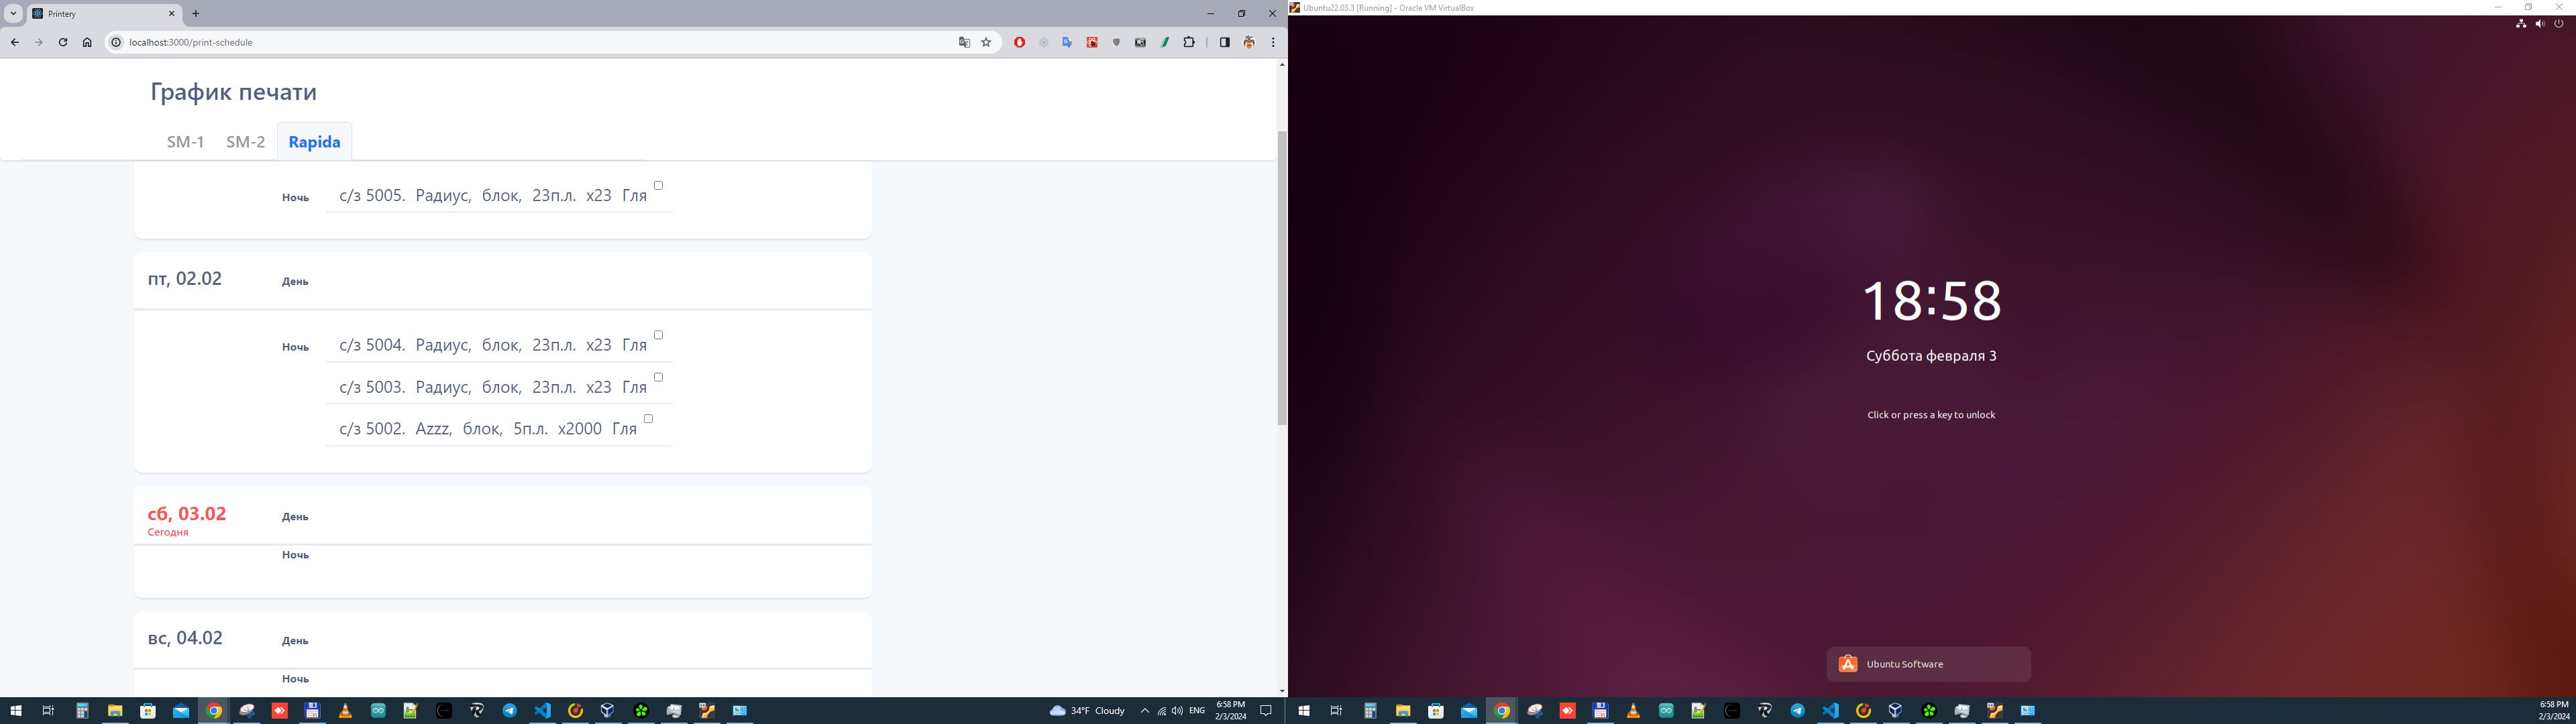 Printery
localhost:3000/print-schedule
График печати
SM-1 SM-2 Rapida
Ночь с/з 5005. Радиус, блок, 23п.л. х23 Гля
пт, 02.02 День
Ночь с/з 5004. Радиус, блок, 23п.л. х23 Гля
с/з 5003. Радиус, блок, 23п.л. х23 Гля
с/з 5002. Azzz, блок, 5п.л. х2000 Гля
сб, 03.02 День
Сегодня
Ночь
вс, 04.02 День
Ночь
34°F Cloudy
ENG
6:58 PM
2/3/2024
Ubuntu22.03.3 [Running] - Oracle VM VirtualBox
18:58
Суббота февраля 3
Click or press a key to unlock
Ubuntu Software
6:58 PM
2/3/2024